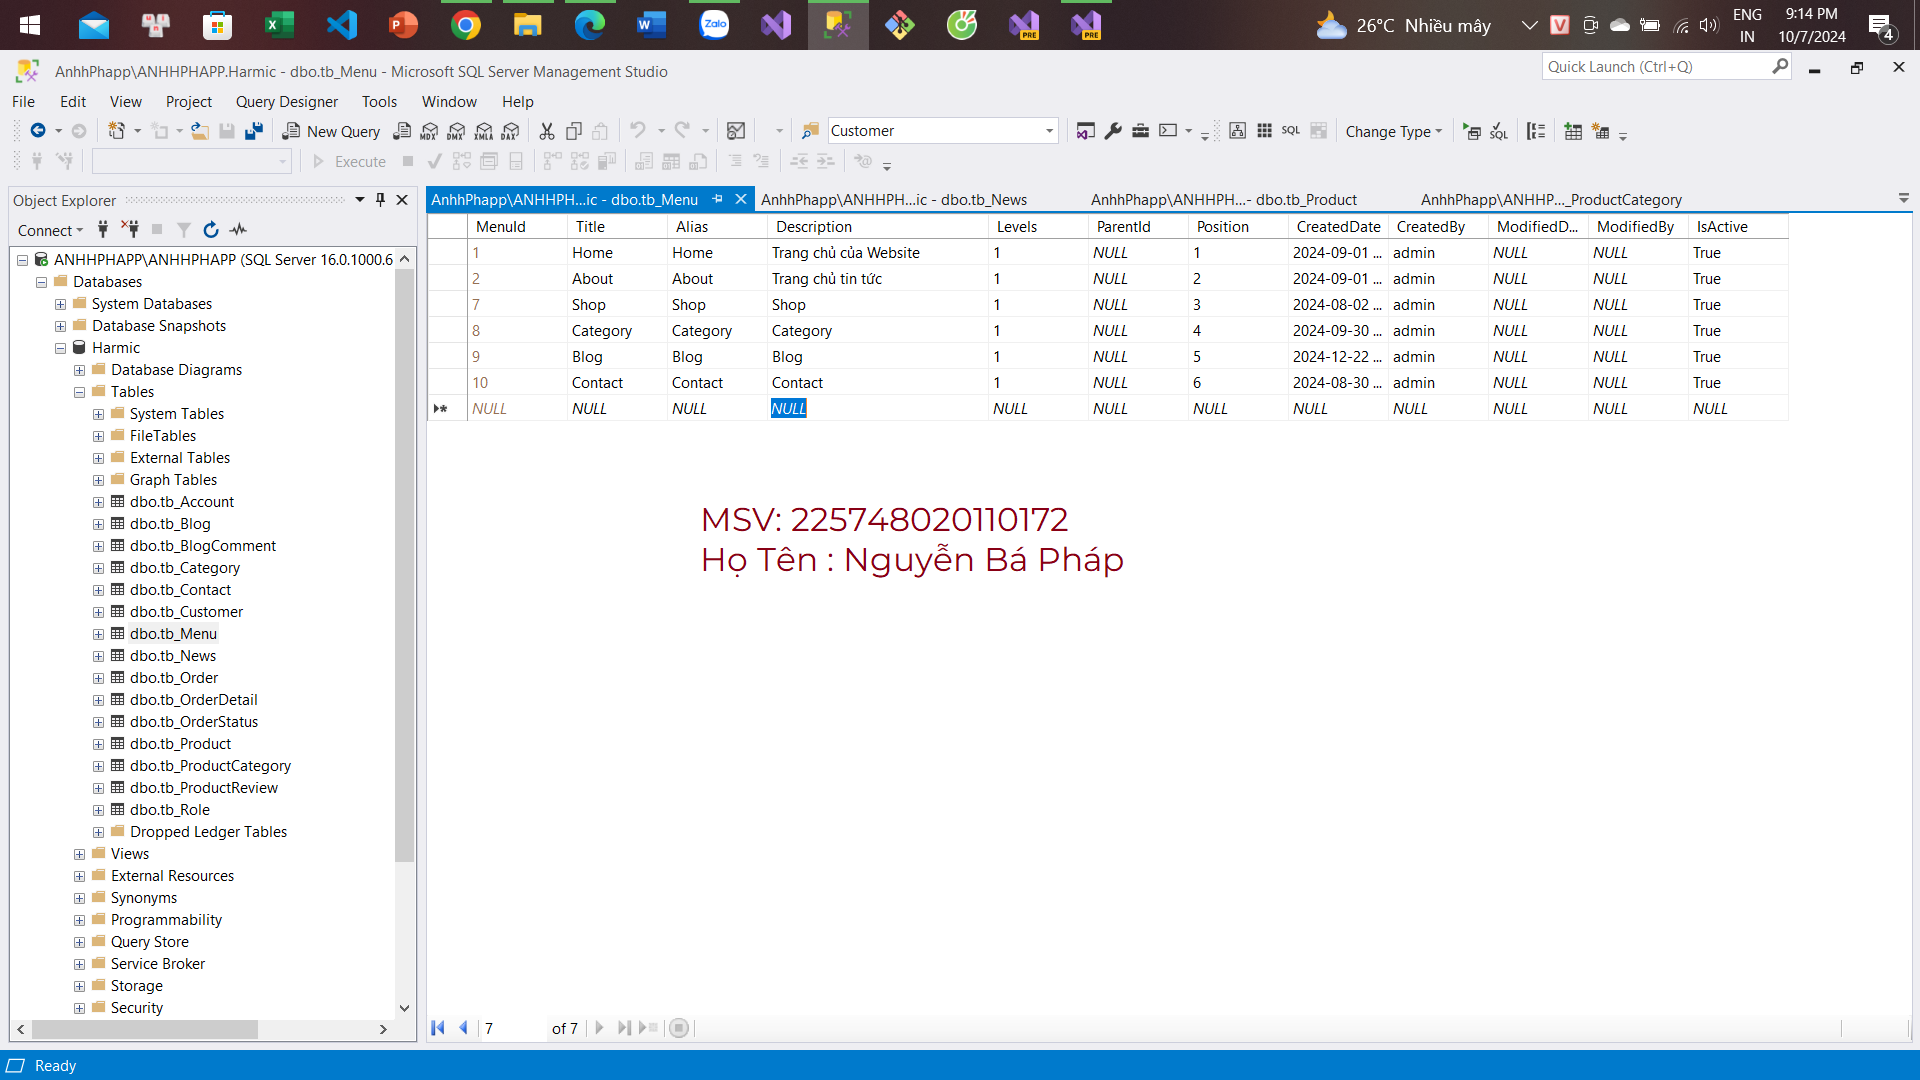 26°C Nhiều mây
ENG
IN
9:14 PM
10/7/2024
4
AnhhPhapp\ANHHPHAPP.Harmic - dbo.tb_Menu - Microsoft SQL Server Management Studio
Quick Launch (Ctrl+Q)
File Edit View Project Query Designer Tools Window Help
New Query MDX DMX XMLA DAX Customer SQL Change Type SQL
Execute
Object Explorer
Connect
ANHHPHAPP\ANHHPHAPP (SQL Server 16.0.1000.6
Databases
System Databases
Database Snapshots
Harmic
Database Diagrams
Tables
System Tables
FileTables
External Tables
Graph Tables
dbo.tb_Account
dbo.tb_Blog
dbo.tb_BlogComment
dbo.tb_Category
dbo.tb_Contact
dbo.tb_Customer
dbo.tb_Menu
dbo.tb_News
dbo.tb_Order
dbo.tb_OrderDetail
dbo.tb_OrderStatus
dbo.tb_Product
dbo.tb_ProductCategory
dbo.tb_ProductReview
dbo.tb_Role
Dropped Ledger Tables
Views
External Resources
Synonyms
Programmability
Query Store
Service Broker
Storage
Security
AnhhPhapp\ANHHPH...ic - dbo.tb_Menu AnhhPhapp\ANHHPH...ic - dbo.tb_News AnhhPhapp\ANHHPH...- dbo.tb_Product AnhhPhapp\ANHHP..._ProductCategory
MenuId Title Alias Description Levels ParentId Position CreatedDate CreatedBy ModifiedD... ModifiedBy IsActive
1 Home Home Trang chủ của Website 1 NULL 1 2024-09-01 ... admin NULL NULL True
2 About About Trang chủ tin tức 1 NULL 2 2024-09-01 ... admin NULL NULL True
7 Shop Shop Shop 1 NULL 3 2024-08-02 ... admin NULL NULL True
8 Category Category Category 1 NULL 4 2024-09-30 ... admin NULL NULL True
9 Blog Blog Blog 1 NULL 5 2024-12-22 ... admin NULL NULL True
10 Contact Contact Contact 1 NULL 6 2024-08-30 ... admin NULL NULL True
NULL NULL NULL NULL NULL NULL NULL NULL NULL NULL NULL NULL
MSV: 225748020110172
Họ Tên : Nguyễn Bá Pháp
7 of 7
Ready